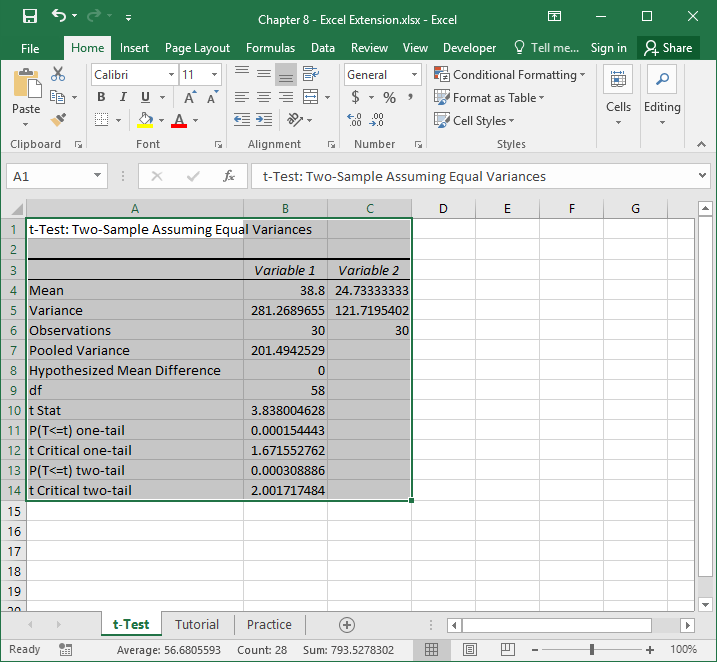 Chapter 8 - Excel Extension.xlsx - Excel
File Home Insert Page Layout Formulas Data Review View Developer Tell me... Sign in Share
Paste
Calibri 11
B I U A A
A
General
$ % ,
.0 .00
.00 .0
Conditional Formatting
Format as Table
Cell Styles
Cells
Editing
Clipboard Font Alignment Number Styles
A1 fx t-Test: Two-Sample Assuming Equal Variances
A B C D E F G
1 t-Test: Two-Sample Assuming Equal Variances
2
3 Variable 1 Variable 2
4 Mean 38.8 24.73333333
5 Variance 281.2689655 121.7195402
6 Observations 30 30
7 Pooled Variance 201.4942529
8 Hypothesized Mean Difference 0
9 df 58
10 t Stat 3.838004628
11 P(T<=t) one-tail 0.000154443
12 t Critical one-tail 1.671552762
13 P(T<=t) two-tail 0.000308886
14 t Critical two-tail 2.001717484
15
16
17
18
19
20
t-Test Tutorial Practice
Ready Average: 56.6805593 Count: 28 Sum: 793.5278302 100%